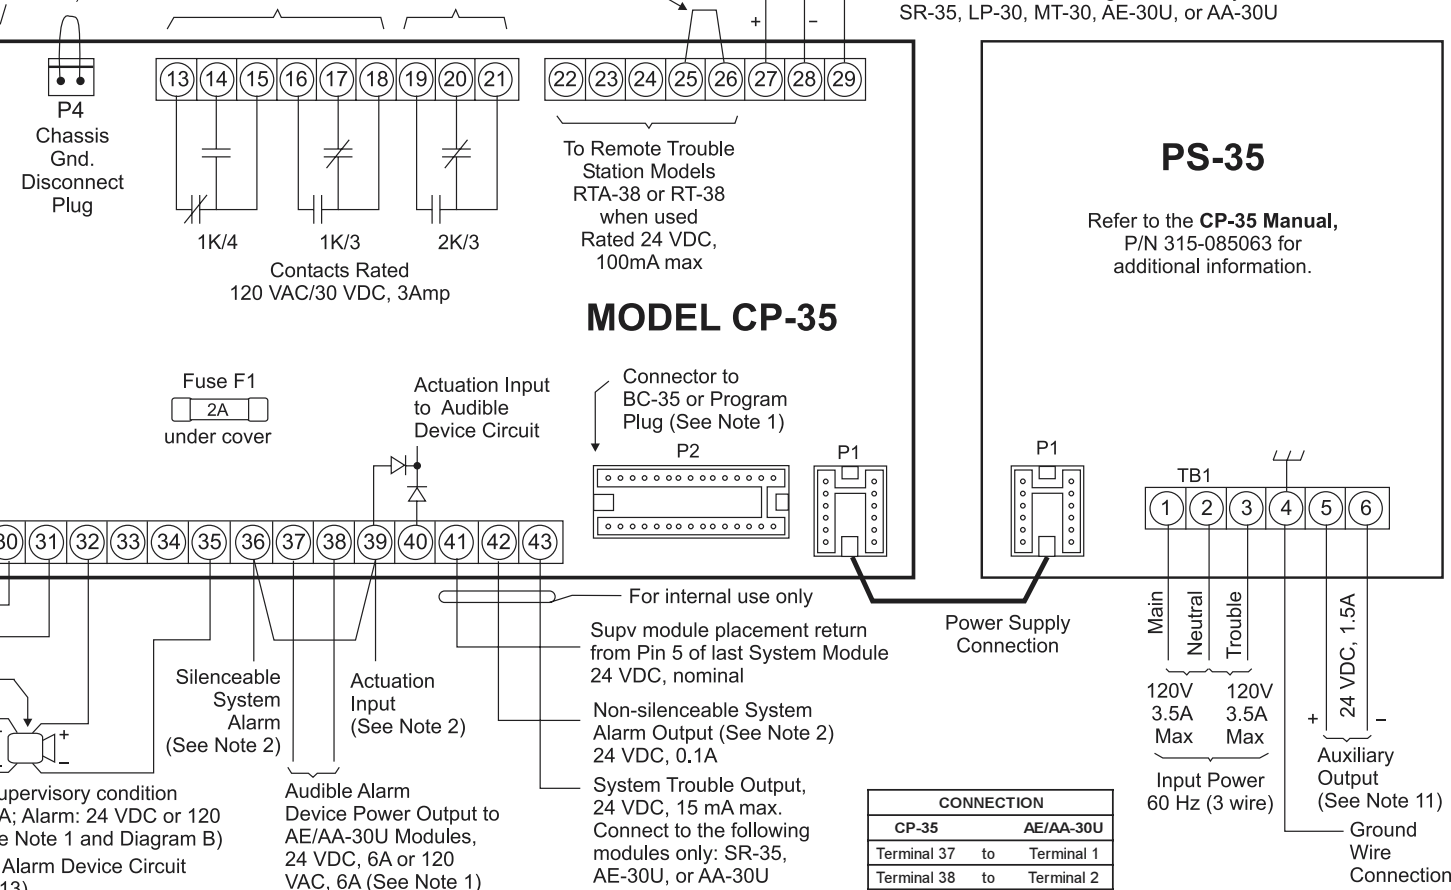 SR-35, LP-30, MT-30, AE-30U, or AA-30U
+ –
P4
Chassis
Gnd.
Disconnect
Plug
13 14 15 16 17 18 19 20 21
22 23 24 25 26 27 28 29
1K/4 1K/3 2K/3
Contacts Rated
120 VAC/30 VDC, 3Amp
To Remote Trouble
Station Models
RTA-38 or RT-38
when used
Rated 24 VDC,
100mA max
MODEL CP-35
PS-35
Refer to the CP-35 Manual,
P/N 315-085063 for
additional information.
Fuse F1
2A
under cover
Actuation Input
to Audible
Device Circuit
Connector to
BC-35 or Program
Plug (See Note 1)
P2
P1
P1
TB1
1 2 3 4 5 6
30 31 32 33 34 35 36 37 38 39 40 41 42 43
For internal use only
Power Supply
Connection
Main
Neutral
Trouble
24 VDC, 1.5A
120V
3.5A
Max
120V
3.5A
Max
+ –
Input Power
60 Hz (3 wire)
Auxiliary
Output
(See Note 11)
Ground
Wire
Connection
Silenceable
System
Alarm
(See Note 2)
Actuation
Input
(See Note 2)
Supv module placement return
from Pin 5 of last System Module
24 VDC, nominal
Non-silenceable System
Alarm Output (See Note 2)
24 VDC, 0.1A
System Trouble Output,
24 VDC, 15 mA max.
Connect to the following
modules only: SR-35,
AE-30U, or AA-30U
Audible Alarm
Device Power Output to
AE/AA-30U Modules,
24 VDC, 6A or 120
VAC, 6A (See Note 1)
+
–
upervisory condition
A; Alarm: 24 VDC or 120
e Note 1 and Diagram B)
Alarm Device Circuit
13)
CONNECTION
CP-35 AE/AA-30U
Terminal 37 to Terminal 1
Terminal 38 to Terminal 2